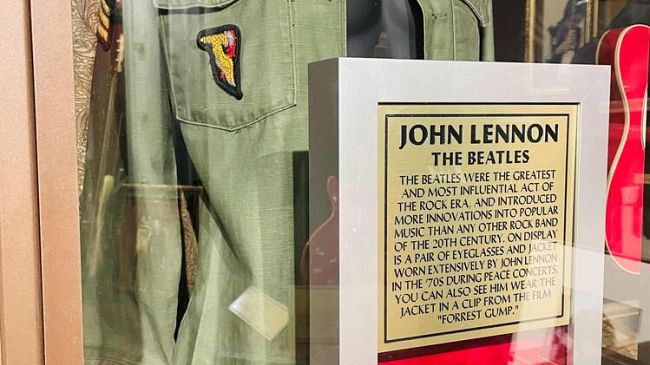 JOHN LENNON
THE BEATLES
THE BEATLES WERE THE GREATEST
AND MOST INFLUENTIAL ACT OF
THE ROCK ERA, AND INTRODUCED
MORE INNOVATIONS INTO POPULAR
MUSIC THAN ANY OTHER ROCK BAND
OF THE 20TH CENTURY. ON DISPLAY
IS A PAIR OF EYEGLASSES AND JACKET
WORN EXTENSIVELY BY JOHN LENNON
IN THE '70S DURING PEACE CONCERTS.
YOU CAN ALSO SEE HIM WEAR THE
JACKET IN A CLIP FROM THE FILM
"FORREST GUMP."